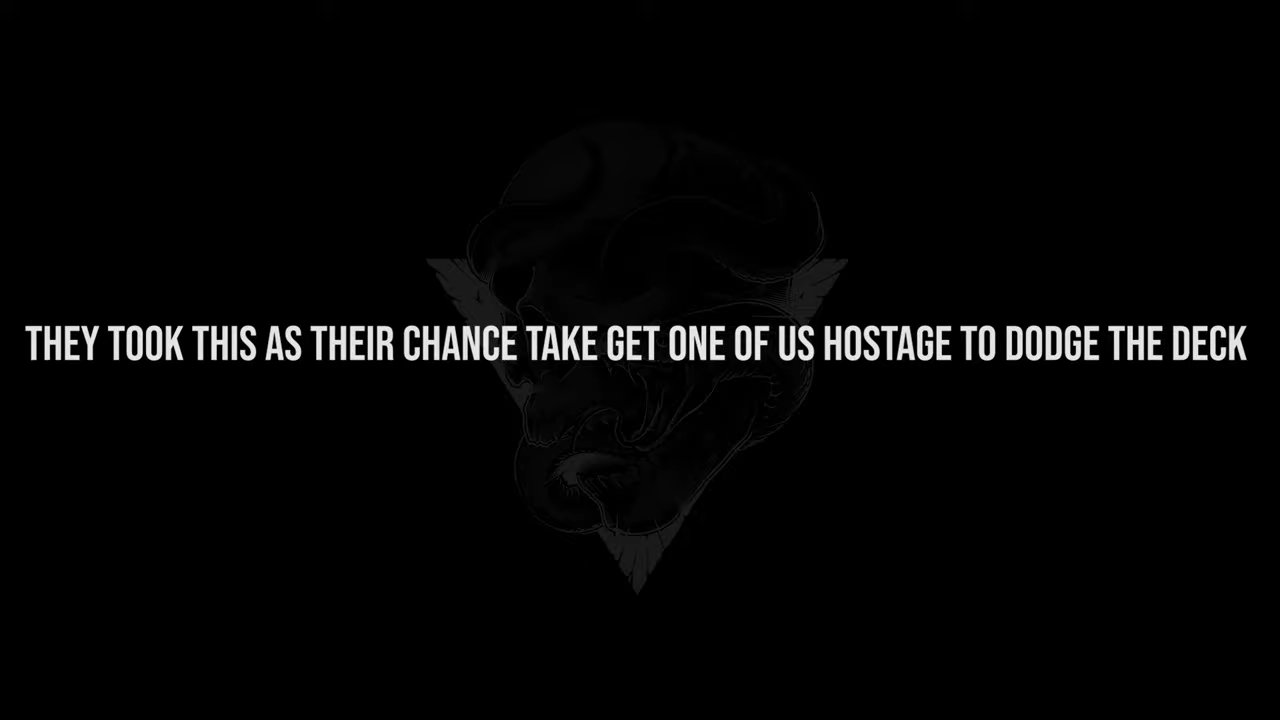 THEY TOOK THIS AS THEIR CHANCE TAKE GET ONE OF US HOSTAGE TO DODGE THE DECK